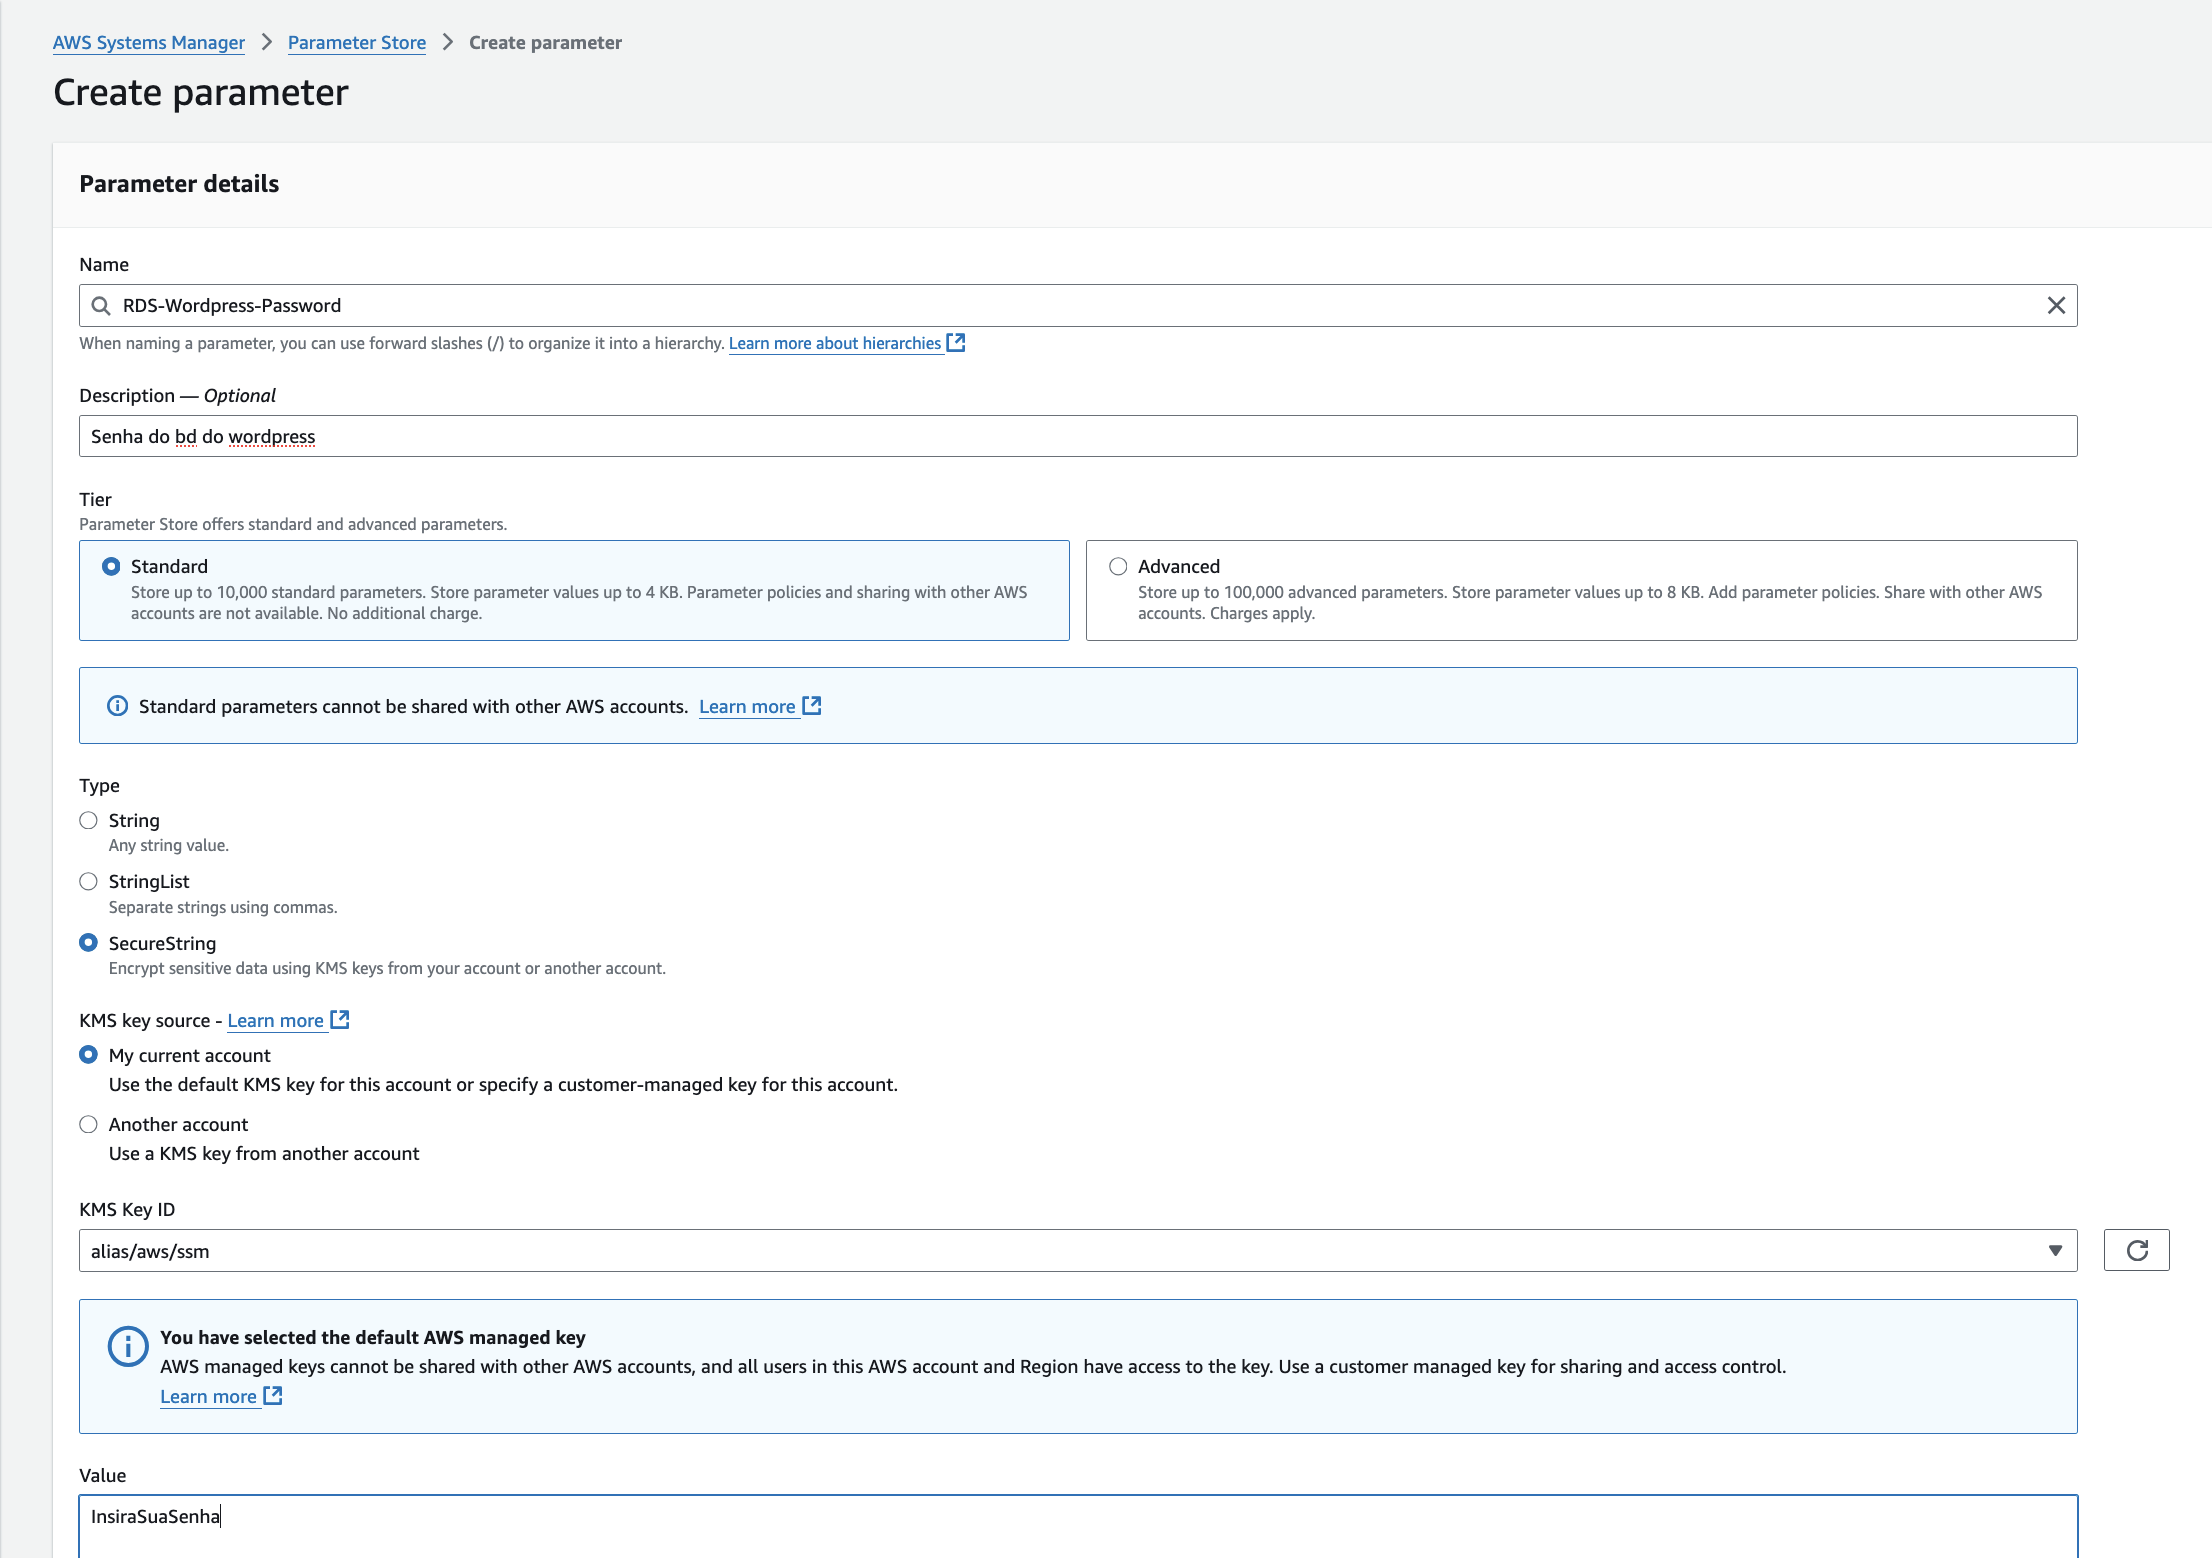 AWS Systems Manager > Parameter Store > Create parameter
Create parameter
Parameter details
Name
RDS-Wordpress-Password
When naming a parameter, you can use forward slashes (/) to organize it into a hierarchy. Learn more about hierarchies
Description — Optional
Senha do bd do wordpress
Tier
Parameter Store offers standard and advanced parameters.
Standard
Store up to 10,000 standard parameters. Store parameter values up to 4 KB. Parameter policies and sharing with other AWS
accounts are not available. No additional charge.
Advanced
Store up to 100,000 advanced parameters. Store parameter values up to 8 KB. Add parameter policies. Share with other AWS
accounts. Charges apply.
Standard parameters cannot be shared with other AWS accounts. Learn more
Type
String
Any string value.
StringList
Separate strings using commas.
SecureString
Encrypt sensitive data using KMS keys from your account or another account.
KMS key source - Learn more
My current account
Use the default KMS key for this account or specify a customer-managed key for this account.
Another account
Use a KMS key from another account
KMS Key ID
alias/aws/ssm
You have selected the default AWS managed key
AWS managed keys cannot be shared with other AWS accounts, and all users in this AWS account and Region have access to the key. Use a customer managed key for sharing and access control.
Learn more
Value
InsiraSuaSenha